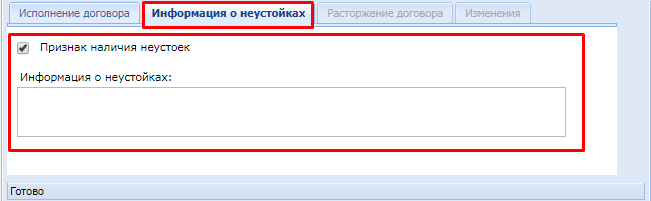 Исполнение договора Информация о неустойках Расторжение договора Изменения
Признак наличия неустоек
Информация о неустойках:
Готово